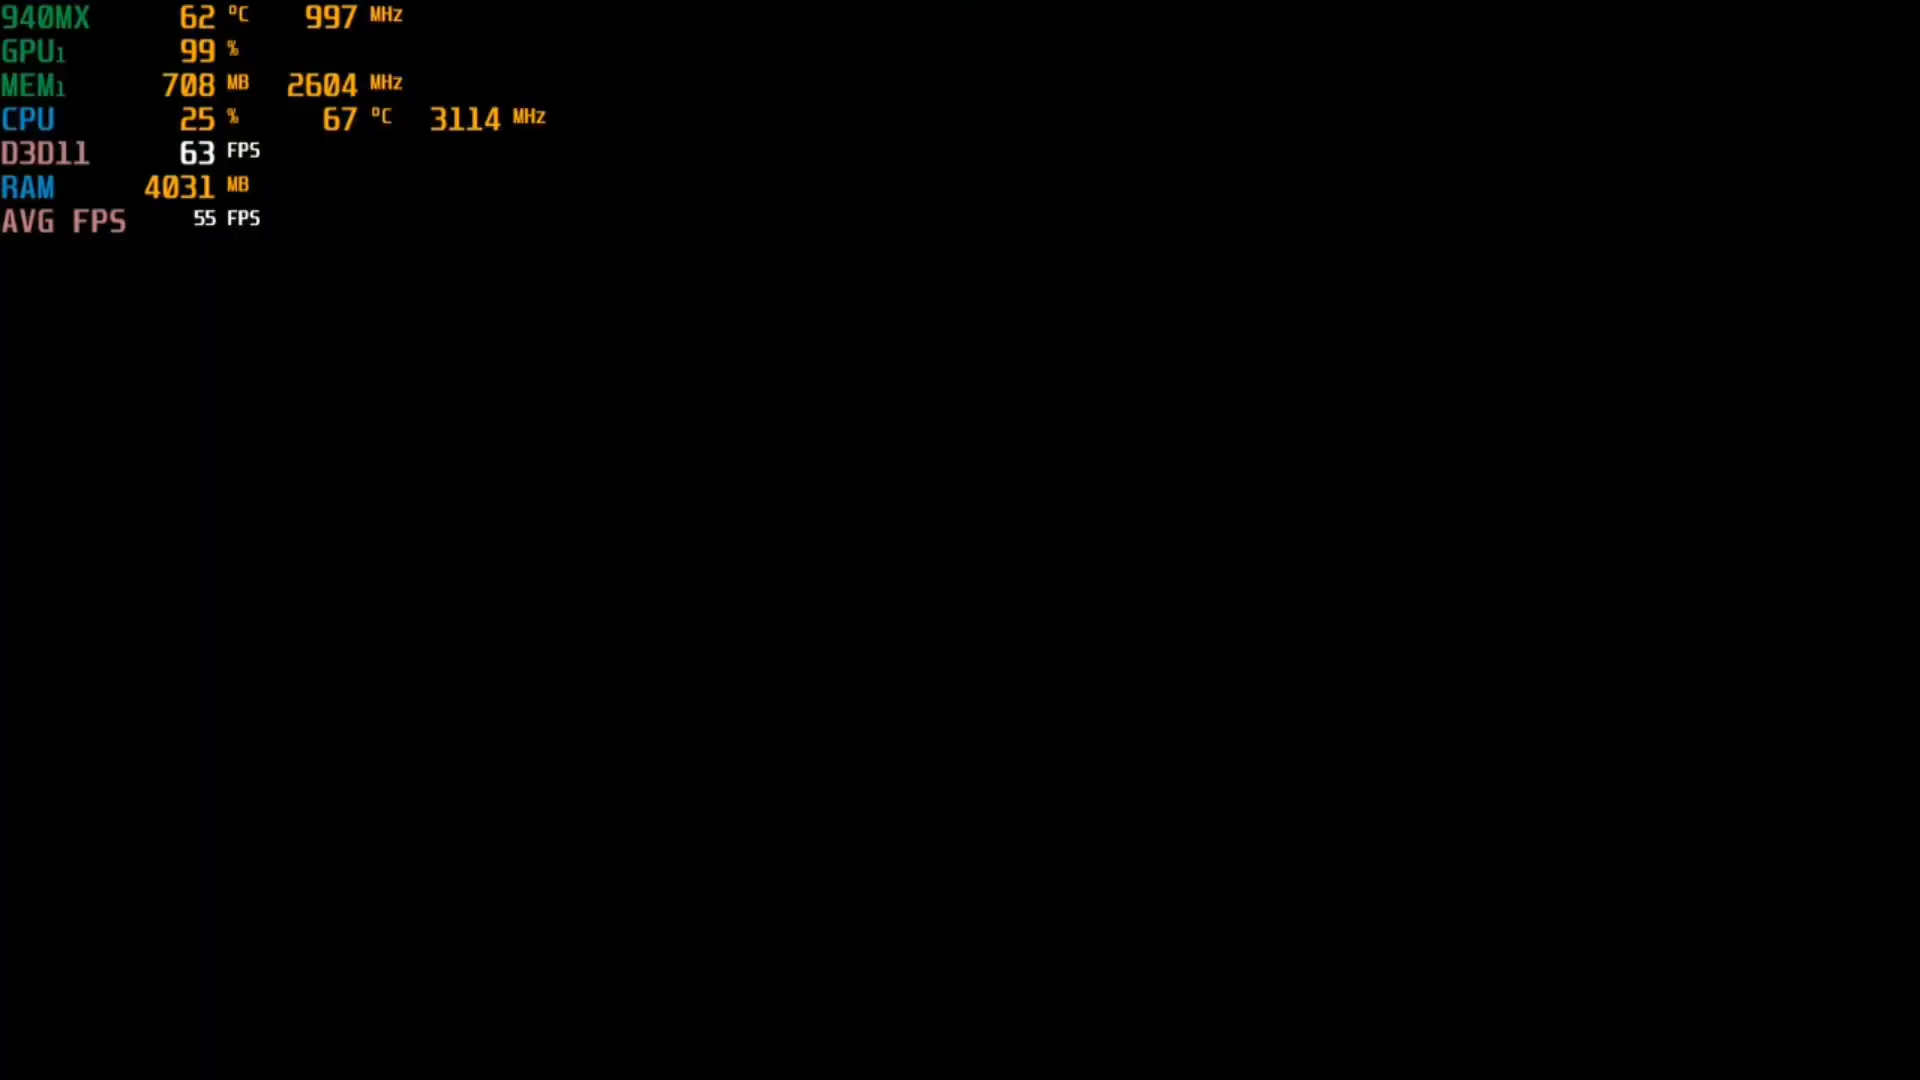 940MX 62 °C 997 MHz
GPU1 99 %
MEM1 708 MB 2604 MHz
CPU 25 % 67 °C 3114 MHz
D3D11 63 FPS
RAM 4031 MB
AVG FPS 55 FPS